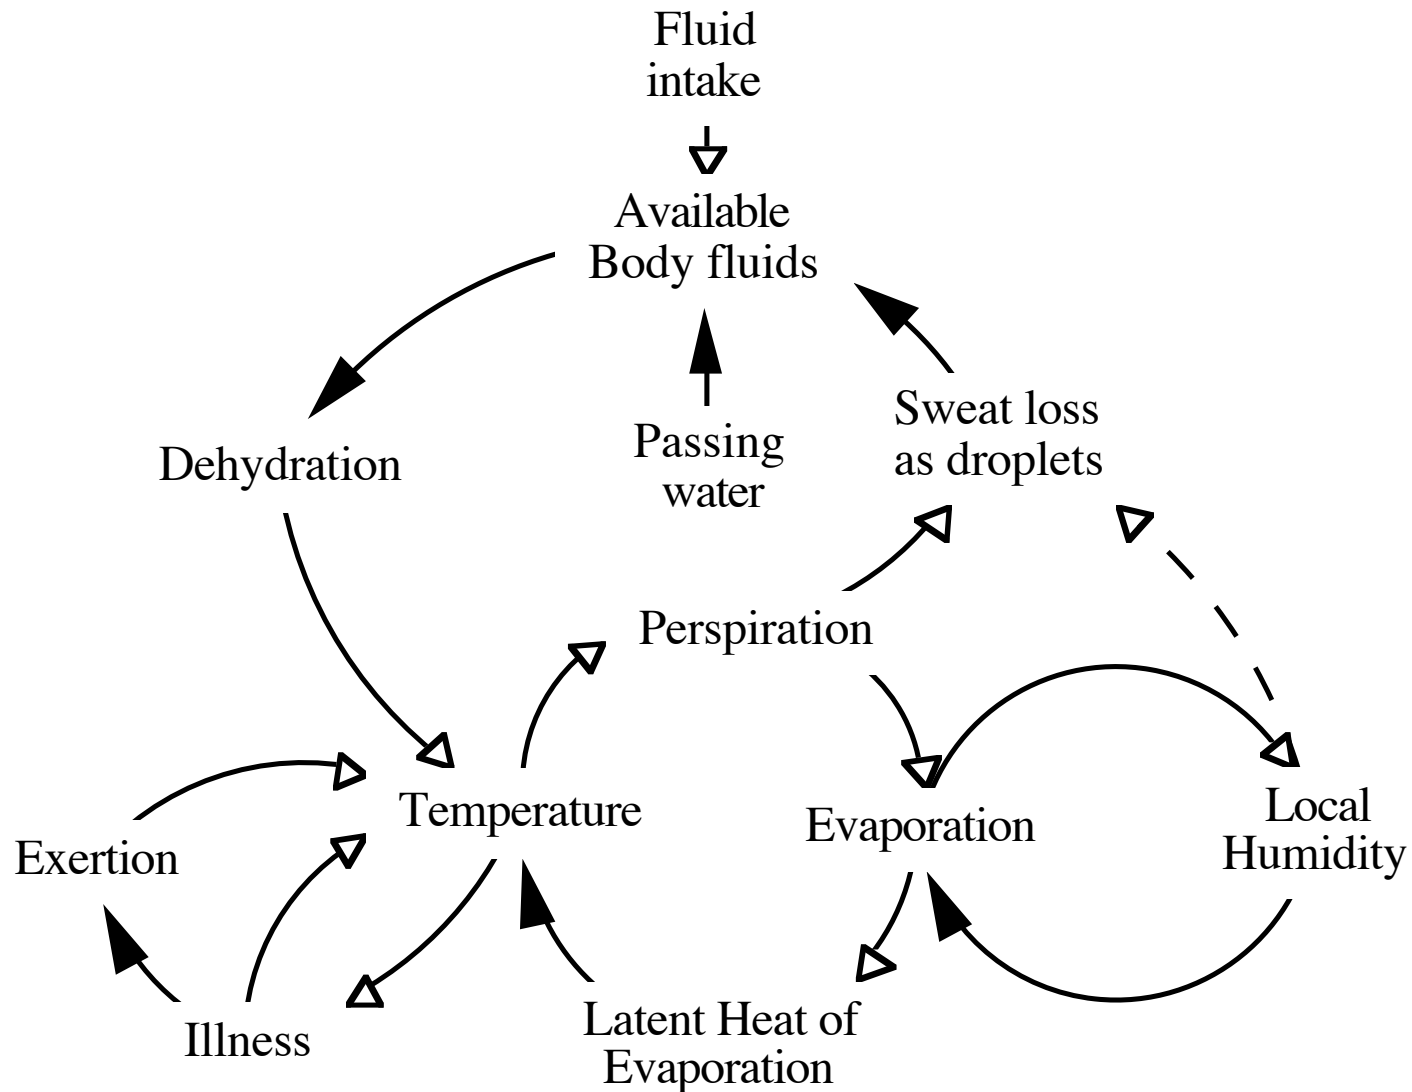 Fluid
intake
Available
Body fluids
Sweat loss
as droplets
Passing
water
Dehydration
Perspiration
Temperature
Evaporation
Local
Humidity
Exertion
Illness
Latent Heat of
Evaporation